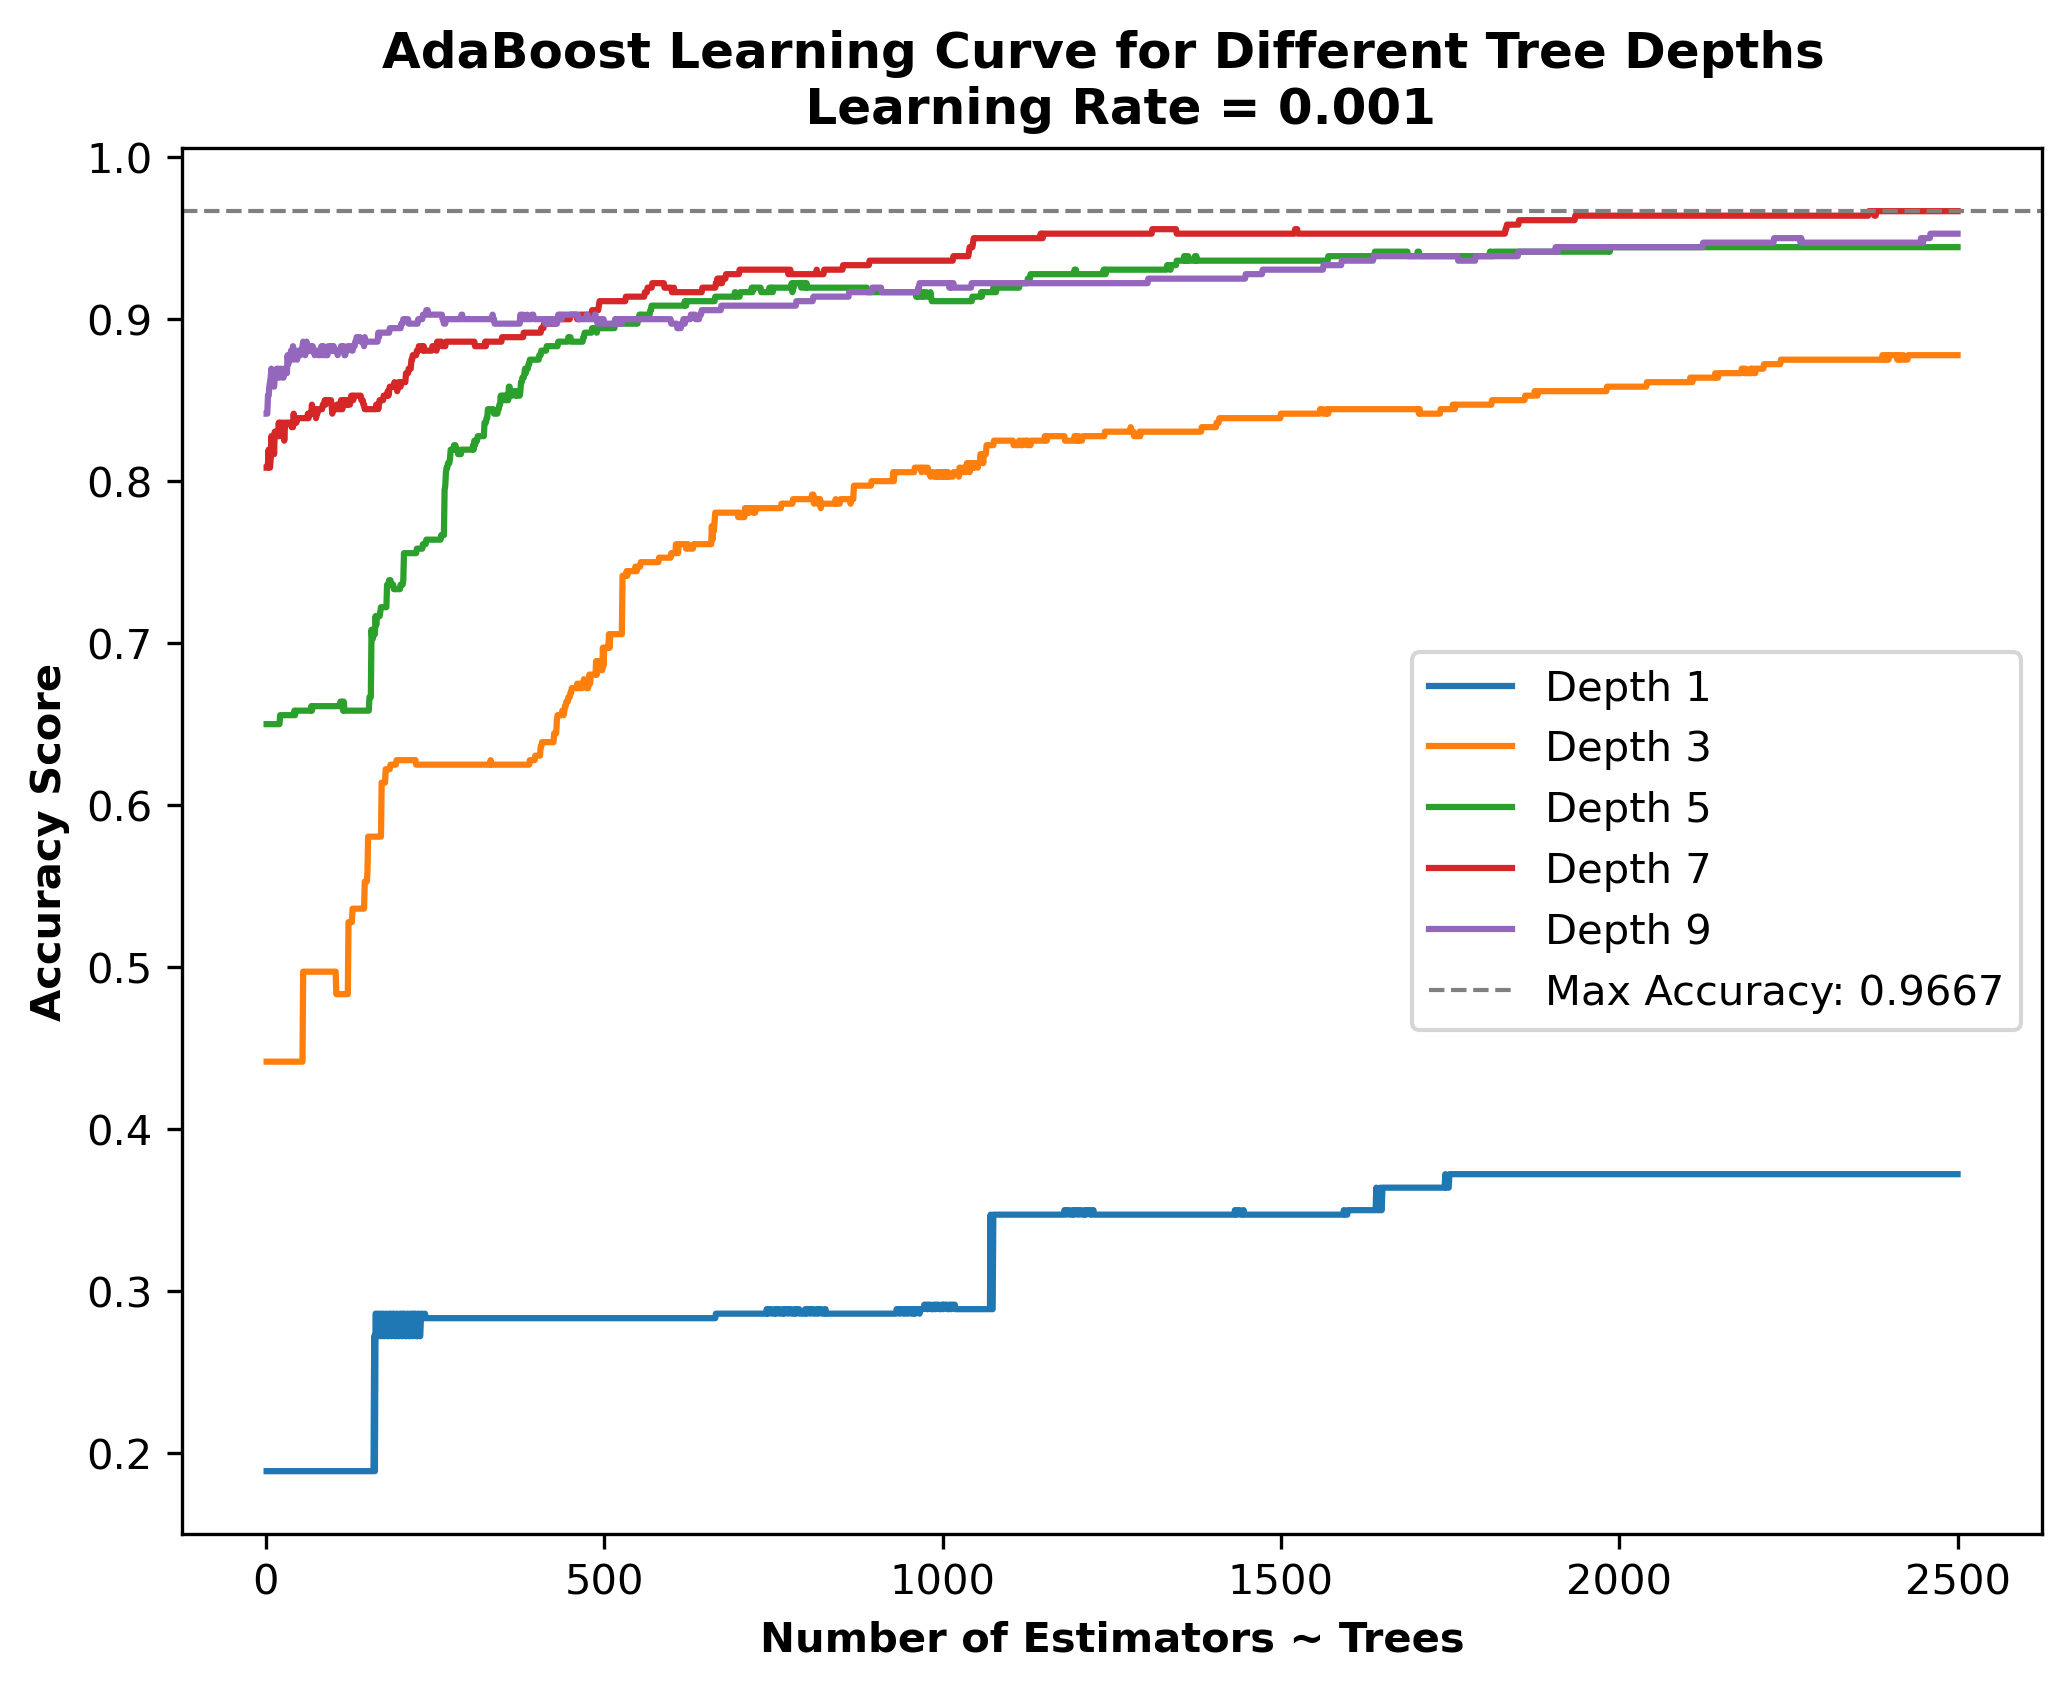 AdaBoost Learning Curve for Different Tree Depths
Learning Rate = 0.001
1.0
0.9
0.8
0.7
0.6
0.5
0.4
0.3
0.2
Accuracy Score
Depth 1
Depth 3
Depth 5
Depth 7
Depth 9
Max Accuracy: 0.9667
0 500 1000 1500 2000 2500
Number of Estimators ~ Trees